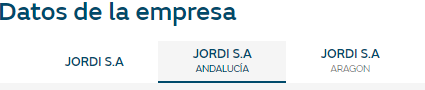 Datos de la empresa
JORDI S.A
JORDI S.A
ANDALUCÍA
JORDI S.A
ARAGON